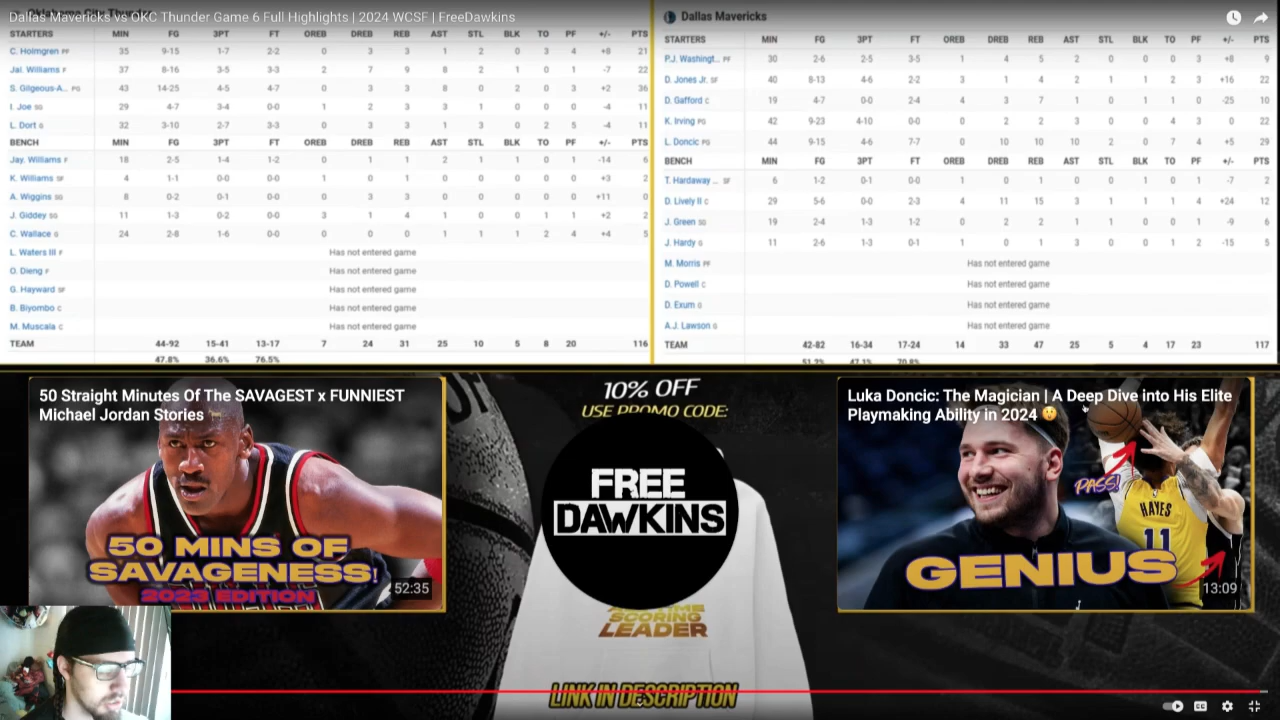 Dallas Mavericks vs OKC Thunder Game 6 Full Highlights | 2024 WCSF | FreeDawkins
STARTERS MIN FG 3PT FT OREB DREB REB AST STL BLK TO PF +/- PTS
C. Holmgren PF 35 9-15 1-7 2-2 0 3 3 1 2 0 3 4 +8 21
Jal. Williams F 37 8-16 3-5 3-3 2 7 9 8 2 1 0 1 -7 22
S. Gilgeous-A... PG 43 14-25 4-5 4-7 0 3 3 8 0 2 0 3 +2 36
I. Joe SG 29 4-7 3-4 0-0 1 2 3 3 1 0 0 0 -4 11
L. Dort G 32 3-10 2-7 3-3 0 3 3 1 3 0 2 5 -4 11
BENCH MIN FG 3PT FT OREB DREB REB AST STL BLK TO PF +/- PTS
Jay. Williams F 18 2-5 1-4 1-2 0 1 1 2 1 1 0 1 -14 6
K. Williams SF 4 1-1 0-0 0-0 1 0 1 0 0 0 0 0 +3 2
A. Wiggins SG 8 0-2 0-1 0-0 0 3 3 0 0 0 0 0 +11 0
J. Giddey SG 11 1-3 0-2 0-0 3 1 4 1 0 0 1 1 +2 2
C. Wallace G 24 2-8 1-6 0-0 0 0 0 1 1 1 2 4 +4 5
L. Waters III F Has not entered game
O. Dieng F Has not entered game
G. Hayward SF Has not entered game
B. Biyombo C Has not entered game
M. Muscala C Has not entered game
TEAM 44-92 15-41 13-17 7 24 31 25 10 5 8 20 116
47.8% 36.6% 76.5%
Dallas Mavericks
STARTERS MIN FG 3PT FT OREB DREB REB AST STL BLK TO PF +/- PTS
P.J. Washingt... PF 30 2-6 2-5 3-5 1 4 5 2 0 0 0 3 +8 9
D. Jones Jr. SF 40 8-13 4-6 2-2 3 1 4 2 1 1 2 3 +16 22
D. Gafford C 19 4-7 0-0 2-4 4 3 7 1 0 1 1 0 -25 10
K. Irving PG 42 9-23 4-10 0-0 0 2 2 3 0 0 4 3 0 22
L. Doncic PG 44 9-15 4-6 7-7 0 10 10 10 2 0 7 4 +5 29
BENCH MIN FG 3PT FT OREB DREB REB AST STL BLK TO PF +/- PTS
T. Hardaway ... SF 6 1-2 0-1 0-0 1 0 1 0 0 0 1 1 -7 2
D. Lively II C 29 5-6 0-0 2-3 4 11 15 3 1 1 1 4 +24 12
J. Green SG 19 2-4 1-3 1-2 0 2 2 1 1 0 0 3 -9 6
J. Hardy G 11 2-6 1-3 0-1 1 0 1 3 0 0 1 2 -15 5
M. Morris PF Has not entered game
D. Powell C Has not entered game
D. Exum G Has not entered game
A.J. Lawson G Has not entered game
TEAM 42-82 16-34 17-24 14 33 47 25 5 4 17 23 117
51.2% 47.1% 70.8%
50 Straight Minutes Of The SAVAGEST x FUNNIEST
Michael Jordan Stories
50 MINS OF
SAVAGENESS!
2023 EDITION
52:35
10% OFF
USE PROMO CODE:
FREE
DAWKINS
SCORING
LEADER
LINK IN DESCRIPTION
Luka Doncic: The Magician | A Deep Dive into His Elite
Playmaking Ability in 2024
PASS!
HAYES
11
GENIUS
13:09